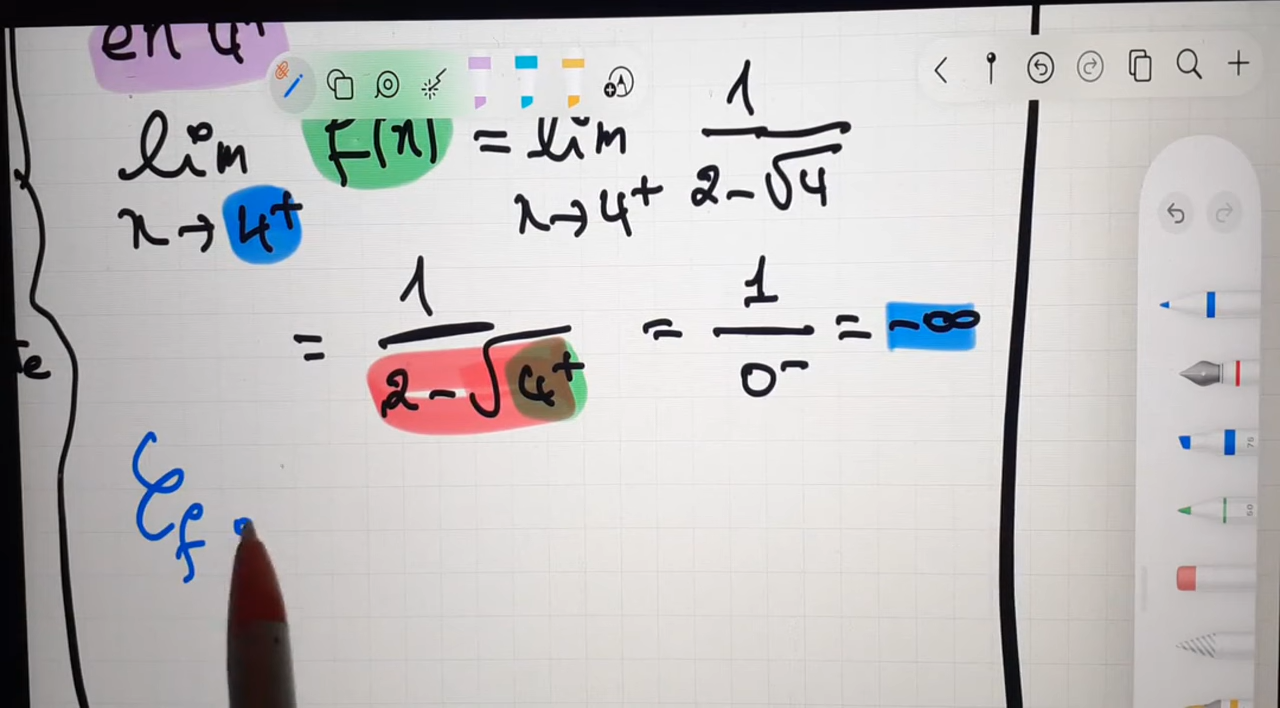 en 4⁺
lim f(x) = lim 1/(2-√4)
x→4⁺ x→4⁺
= 1/(2-√4⁺) = 1/0⁻ = -∞
e
𝒞f